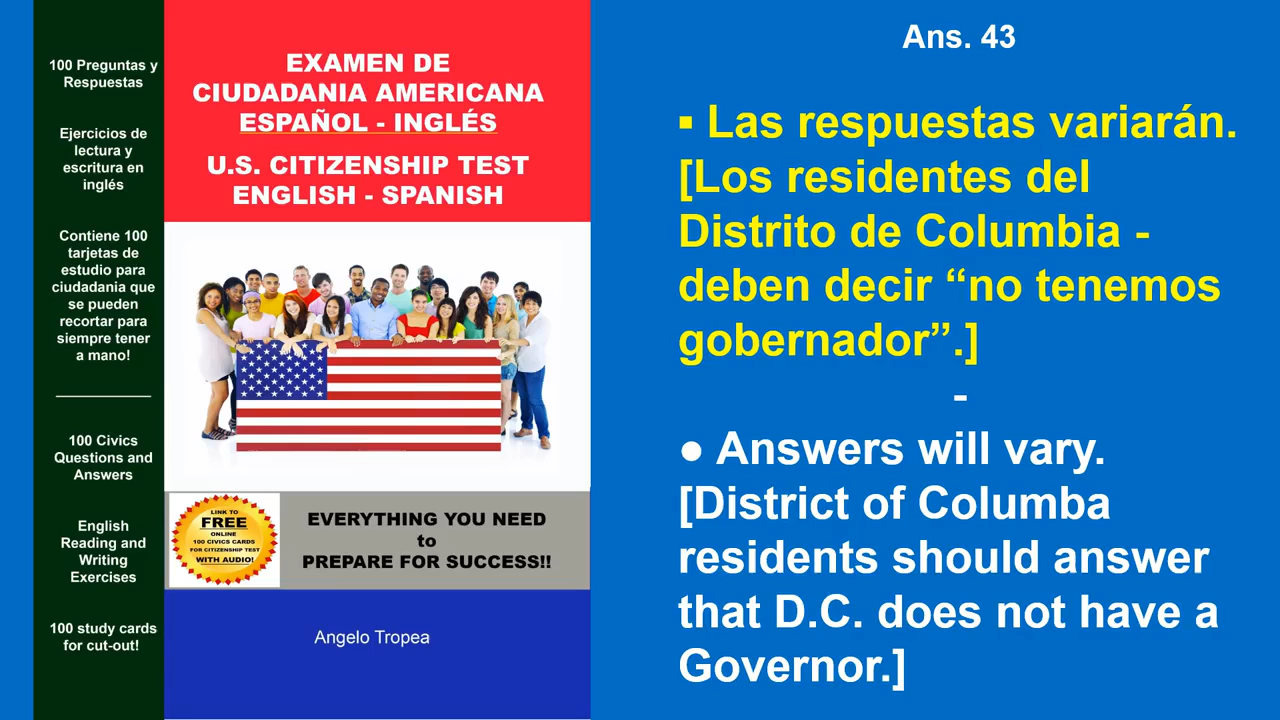 100 Preguntas y
Respuestas
Ejercicios de
lectura y
escritura en
inglés
Contiene 100
tarjetas de
estudio para
ciudadania que
se pueden
recortar para
siempre tener
a mano!
100 Civics
Questions and
Answers
English
Reading and
Writing
Exercises
100 study cards
for cut-out!
EXAMEN DE
CIUDADANIA AMERICANA
ESPAÑOL - INGLÉS
U.S. CITIZENSHIP TEST
ENGLISH - SPANISH
LINK TO
FREE
ONLINE
100 CIVICS CARDS
FOR CITIZENSHIP TEST
WITH AUDIO!
EVERYTHING YOU NEED
to
PREPARE FOR SUCCESS!!
Angelo Tropea
Ans. 43
▪ Las respuestas variarán.
[Los residentes del
Distrito de Columbia -
deben decir “no tenemos
gobernador”.]
-
● Answers will vary.
[District of Columba
residents should answer
that D.C. does not have a
Governor.]